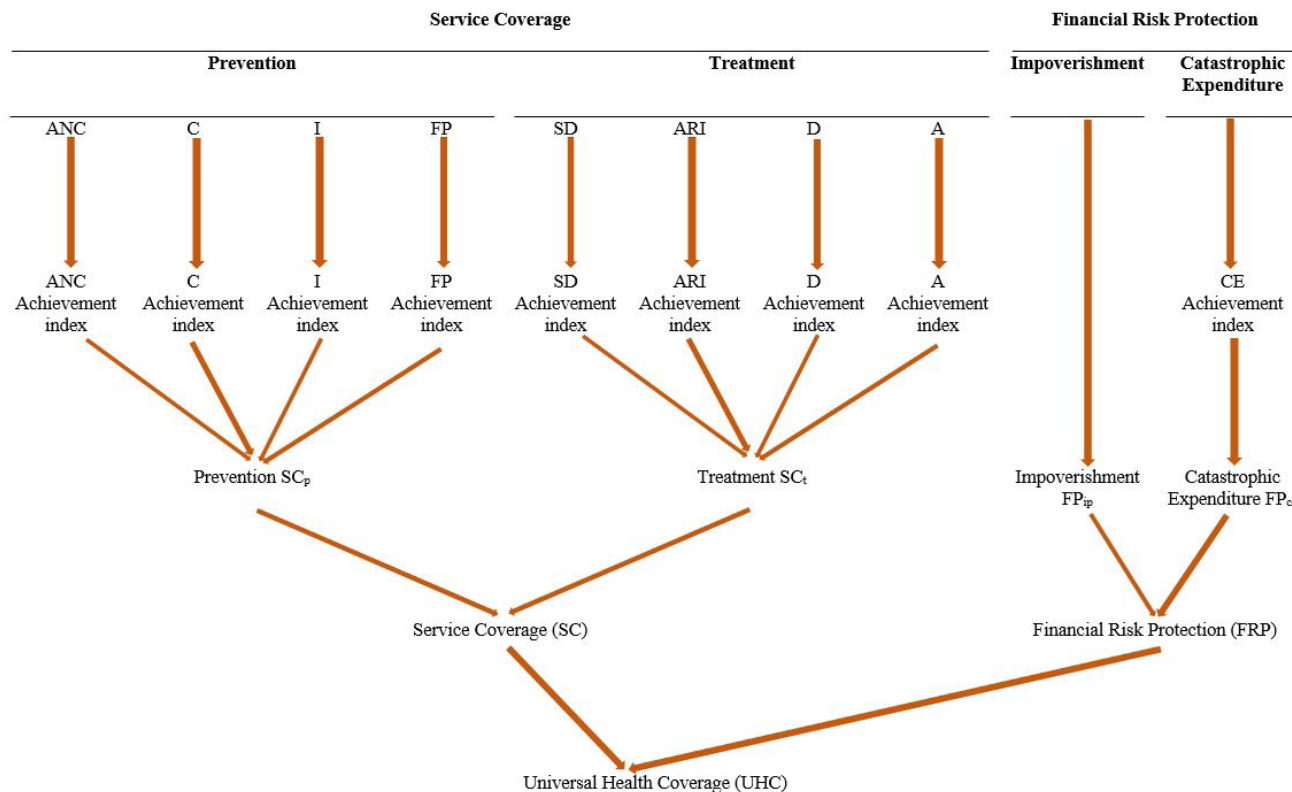 Service Coverage
Financial Risk Protection
Prevention
Treatment
Impoverishment
Catastrophic
Expenditure
ANC
C
I
FP
SD
ARI
D
A
ANC
Achievement
index
C
Achievement
index
I
Achievement
index
FP
Achievement
index
SD
Achievement
index
ARI
Achievement
index
D
Achievement
index
A
Achievement
index
CE
Achievement
index
Prevention SCₚ
Treatment SCₜ
Impoverishment
FPᵢₚ
Catastrophic
Expenditure FP꜀
Service Coverage (SC)
Financial Risk Protection (FRP)
Universal Health Coverage (UHC)